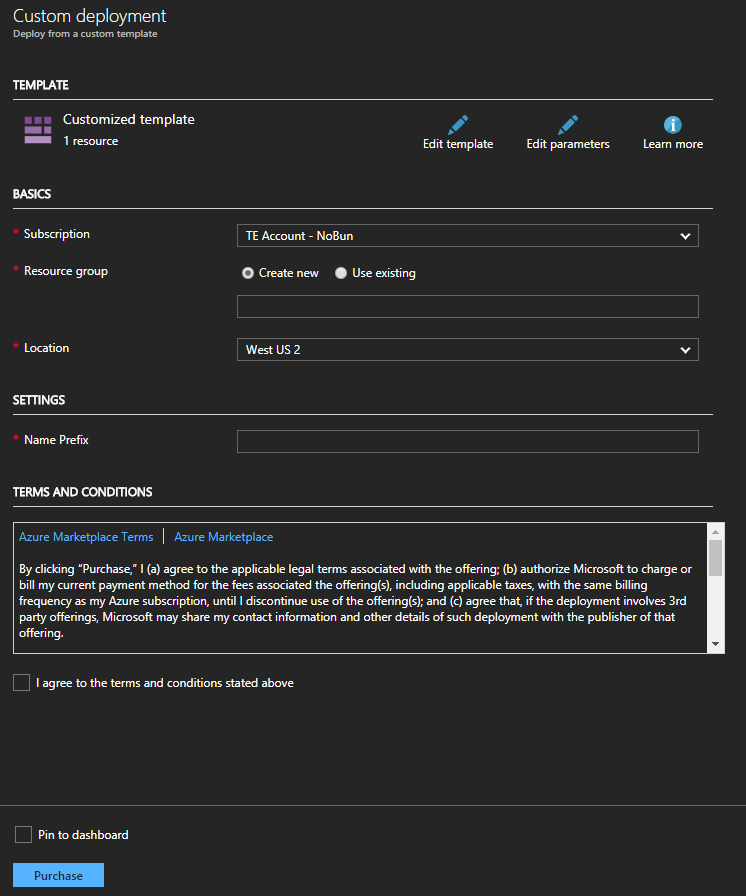 Custom deployment
Deploy from a custom template
TEMPLATE
Customized template
1 resource
Edit template
Edit parameters
Learn more
BASICS
* Subscription
TE Account - NoBun
* Resource group
Create new
Use existing
* Location
West US 2
SETTINGS
* Name Prefix
TERMS AND CONDITIONS
Azure Marketplace Terms | Azure Marketplace
By clicking “Purchase,” I (a) agree to the applicable legal terms associated with the offering; (b) authorize Microsoft to charge or
bill my current payment method for the fees associated the offering(s), including applicable taxes, with the same billing
frequency as my Azure subscription, until I discontinue use of the offering(s); and (c) agree that, if the deployment involves 3rd
party offerings, Microsoft may share my contact information and other details of such deployment with the publisher of that
offering.
I agree to the terms and conditions stated above
Pin to dashboard
Purchase